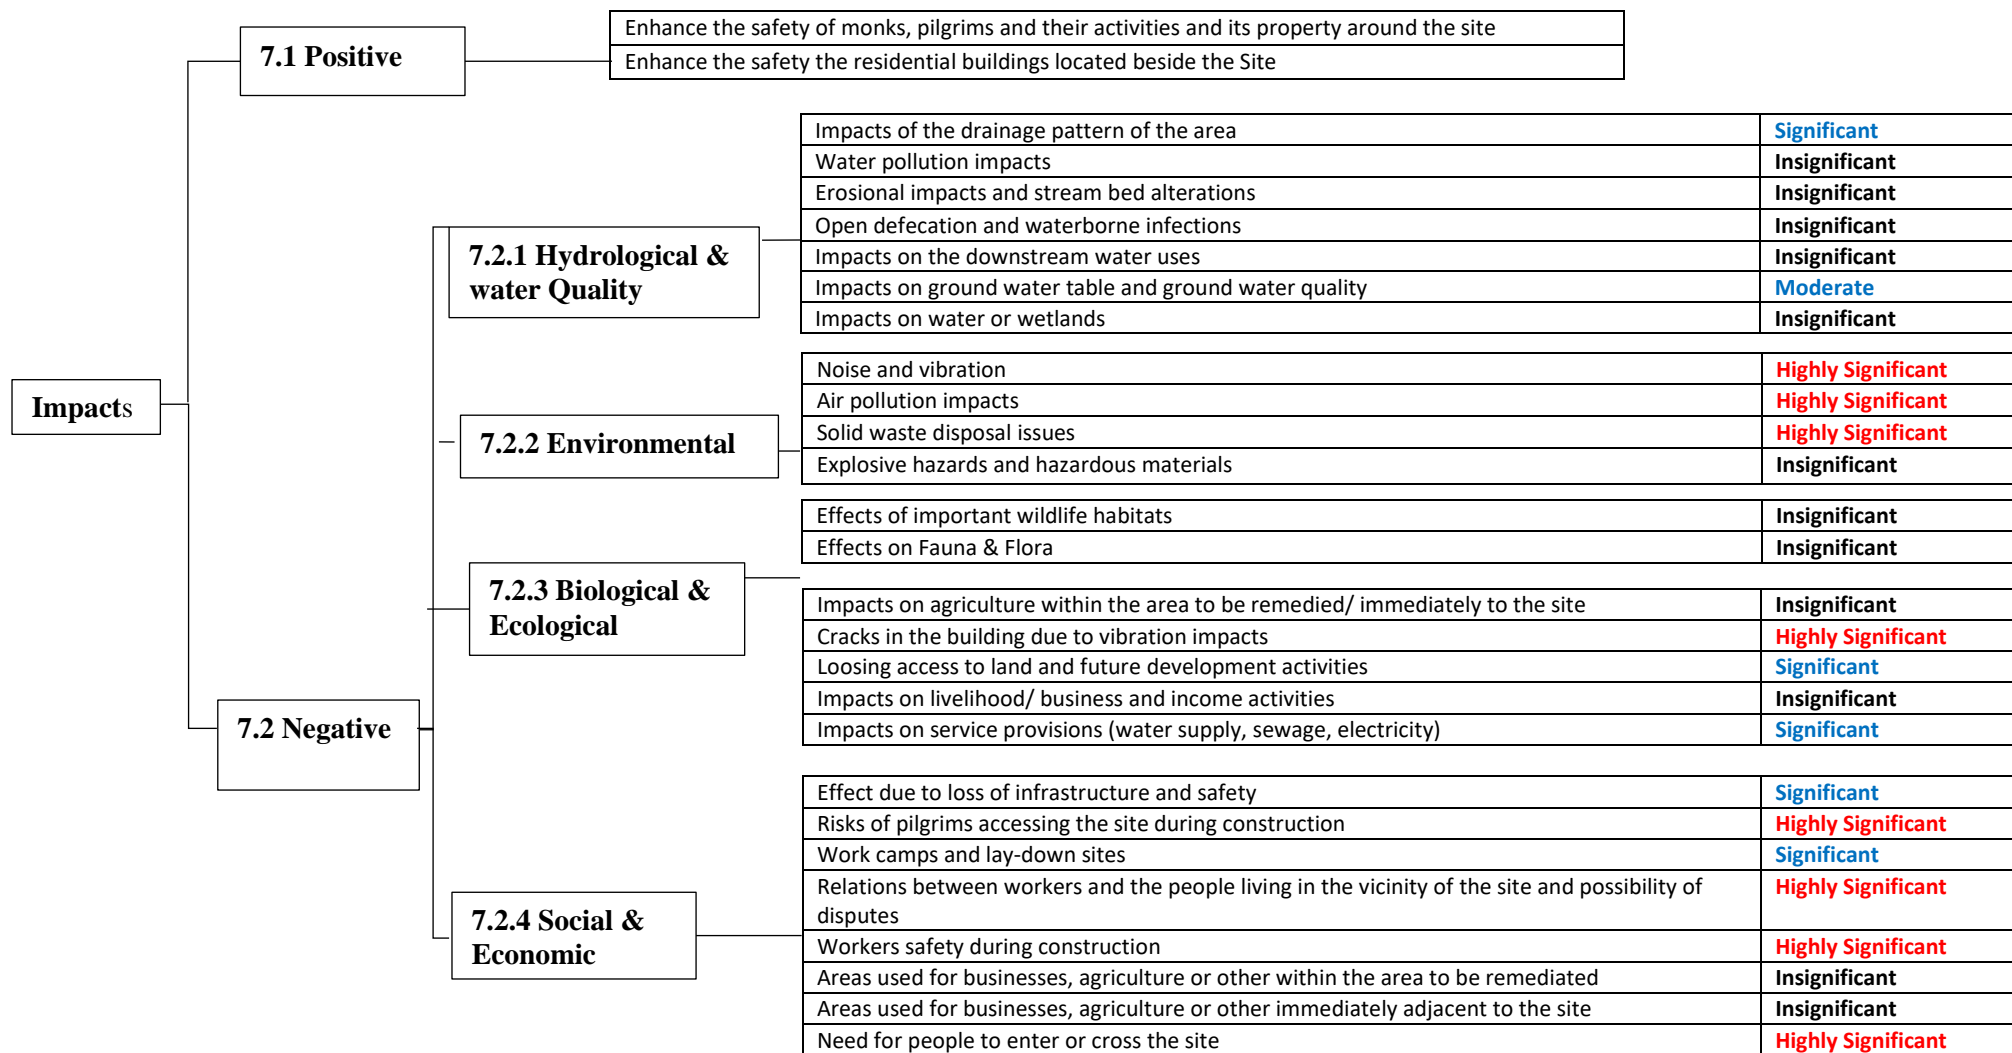 7.1 Positive
Enhance the safety of monks, pilgrims and their activities and its property around the site
Enhance the safety the residential buildings located beside the Site
Impacts
7.2 Negative
7.2.1 Hydrological &
water Quality
Impacts of the drainage pattern of the area Significant
Water pollution impacts Insignificant
Erosional impacts and stream bed alterations Insignificant
Open defecation and waterborne infections Insignificant
Impacts on the downstream water uses Insignificant
Impacts on ground water table and ground water quality Moderate
Impacts on water or wetlands Insignificant
7.2.2 Environmental
Noise and vibration Highly Significant
Air pollution impacts Highly Significant
Solid waste disposal issues Highly Significant
Explosive hazards and hazardous materials Insignificant
7.2.3 Biological &
Ecological
Effects of important wildlife habitats Insignificant
Effects on Fauna & Flora Insignificant
Impacts on agriculture within the area to be remedied/ immediately to the site Insignificant
Cracks in the building due to vibration impacts Highly Significant
Loosing access to land and future development activities Significant
Impacts on livelihood/ business and income activities Insignificant
Impacts on service provisions (water supply, sewage, electricity) Significant
7.2.4 Social &
Economic
Effect due to loss of infrastructure and safety Significant
Risks of pilgrims accessing the site during construction Highly Significant
Work camps and lay-down sites Significant
Relations between workers and the people living in the vicinity of the site and possibility of Highly Significant
disputes
Workers safety during construction Highly Significant
Areas used for businesses, agriculture or other within the area to be remediated Insignificant
Areas used for businesses, agriculture or other immediately adjacent to the site Insignificant
Need for people to enter or cross the site Highly Significant